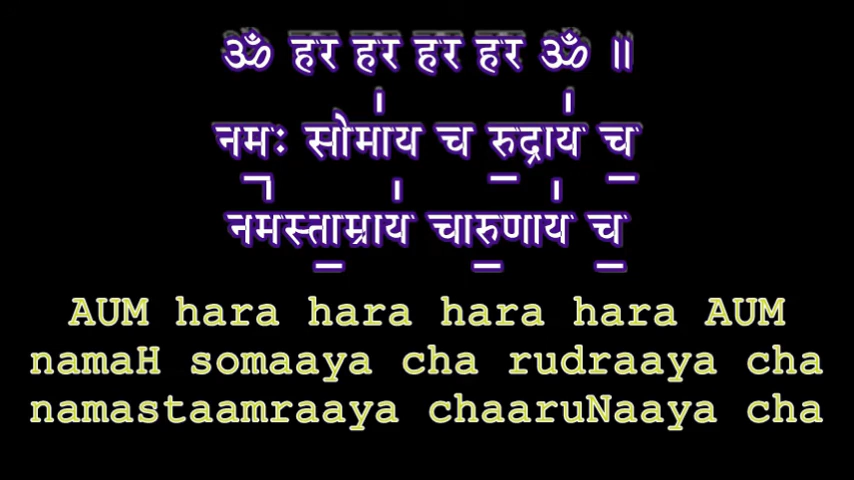 ॐ हर हर हर हर ॐ ॥
नमः॒ सोमा॑य च रु॒द्राय॑ च॒
नम॑स्ता॒म्राय॑ चारु॒णाय॑ च॒
AUM hara hara hara hara AUM
namaH somaaya cha rudraaya cha
namastaamraaya chaaruNaaya cha